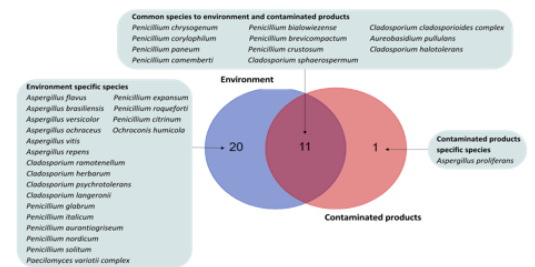 Common species to environment and contaminated products
Penicillium chrysogenum Penicillium bialowiezense Cladosporium cladosporioides complex
Penicillium corylophilum Penicillium brevicompactum Aureobasidium pullulans
Penicillium paneum Penicillium crustosum Cladosporium halotolerans
Penicillium camemberti Cladosporium sphaerospermum
Environment
Environment specific species
Aspergillus flavus Penicillium expansum
Aspergillus brasiliensis Penicillium roqueforti
Aspergillus versicolor Penicillium citrinum
Aspergillus ochraceus Ochroconis humicola
Aspergillus vitis
Aspergillus repens
Cladosporium ramotenellum
Cladosporium herbarum
Cladosporium psychrotolerans
Cladosporium langeronii
Penicillium glabrum
Penicillium italicum
Penicillium aurantiogriseum
Penicillium nordicum
Penicillium solitum
Paecilomyces variotii complex
20 11 1
Contaminated products
specific species
Aspergillus proliferans
Contaminated products